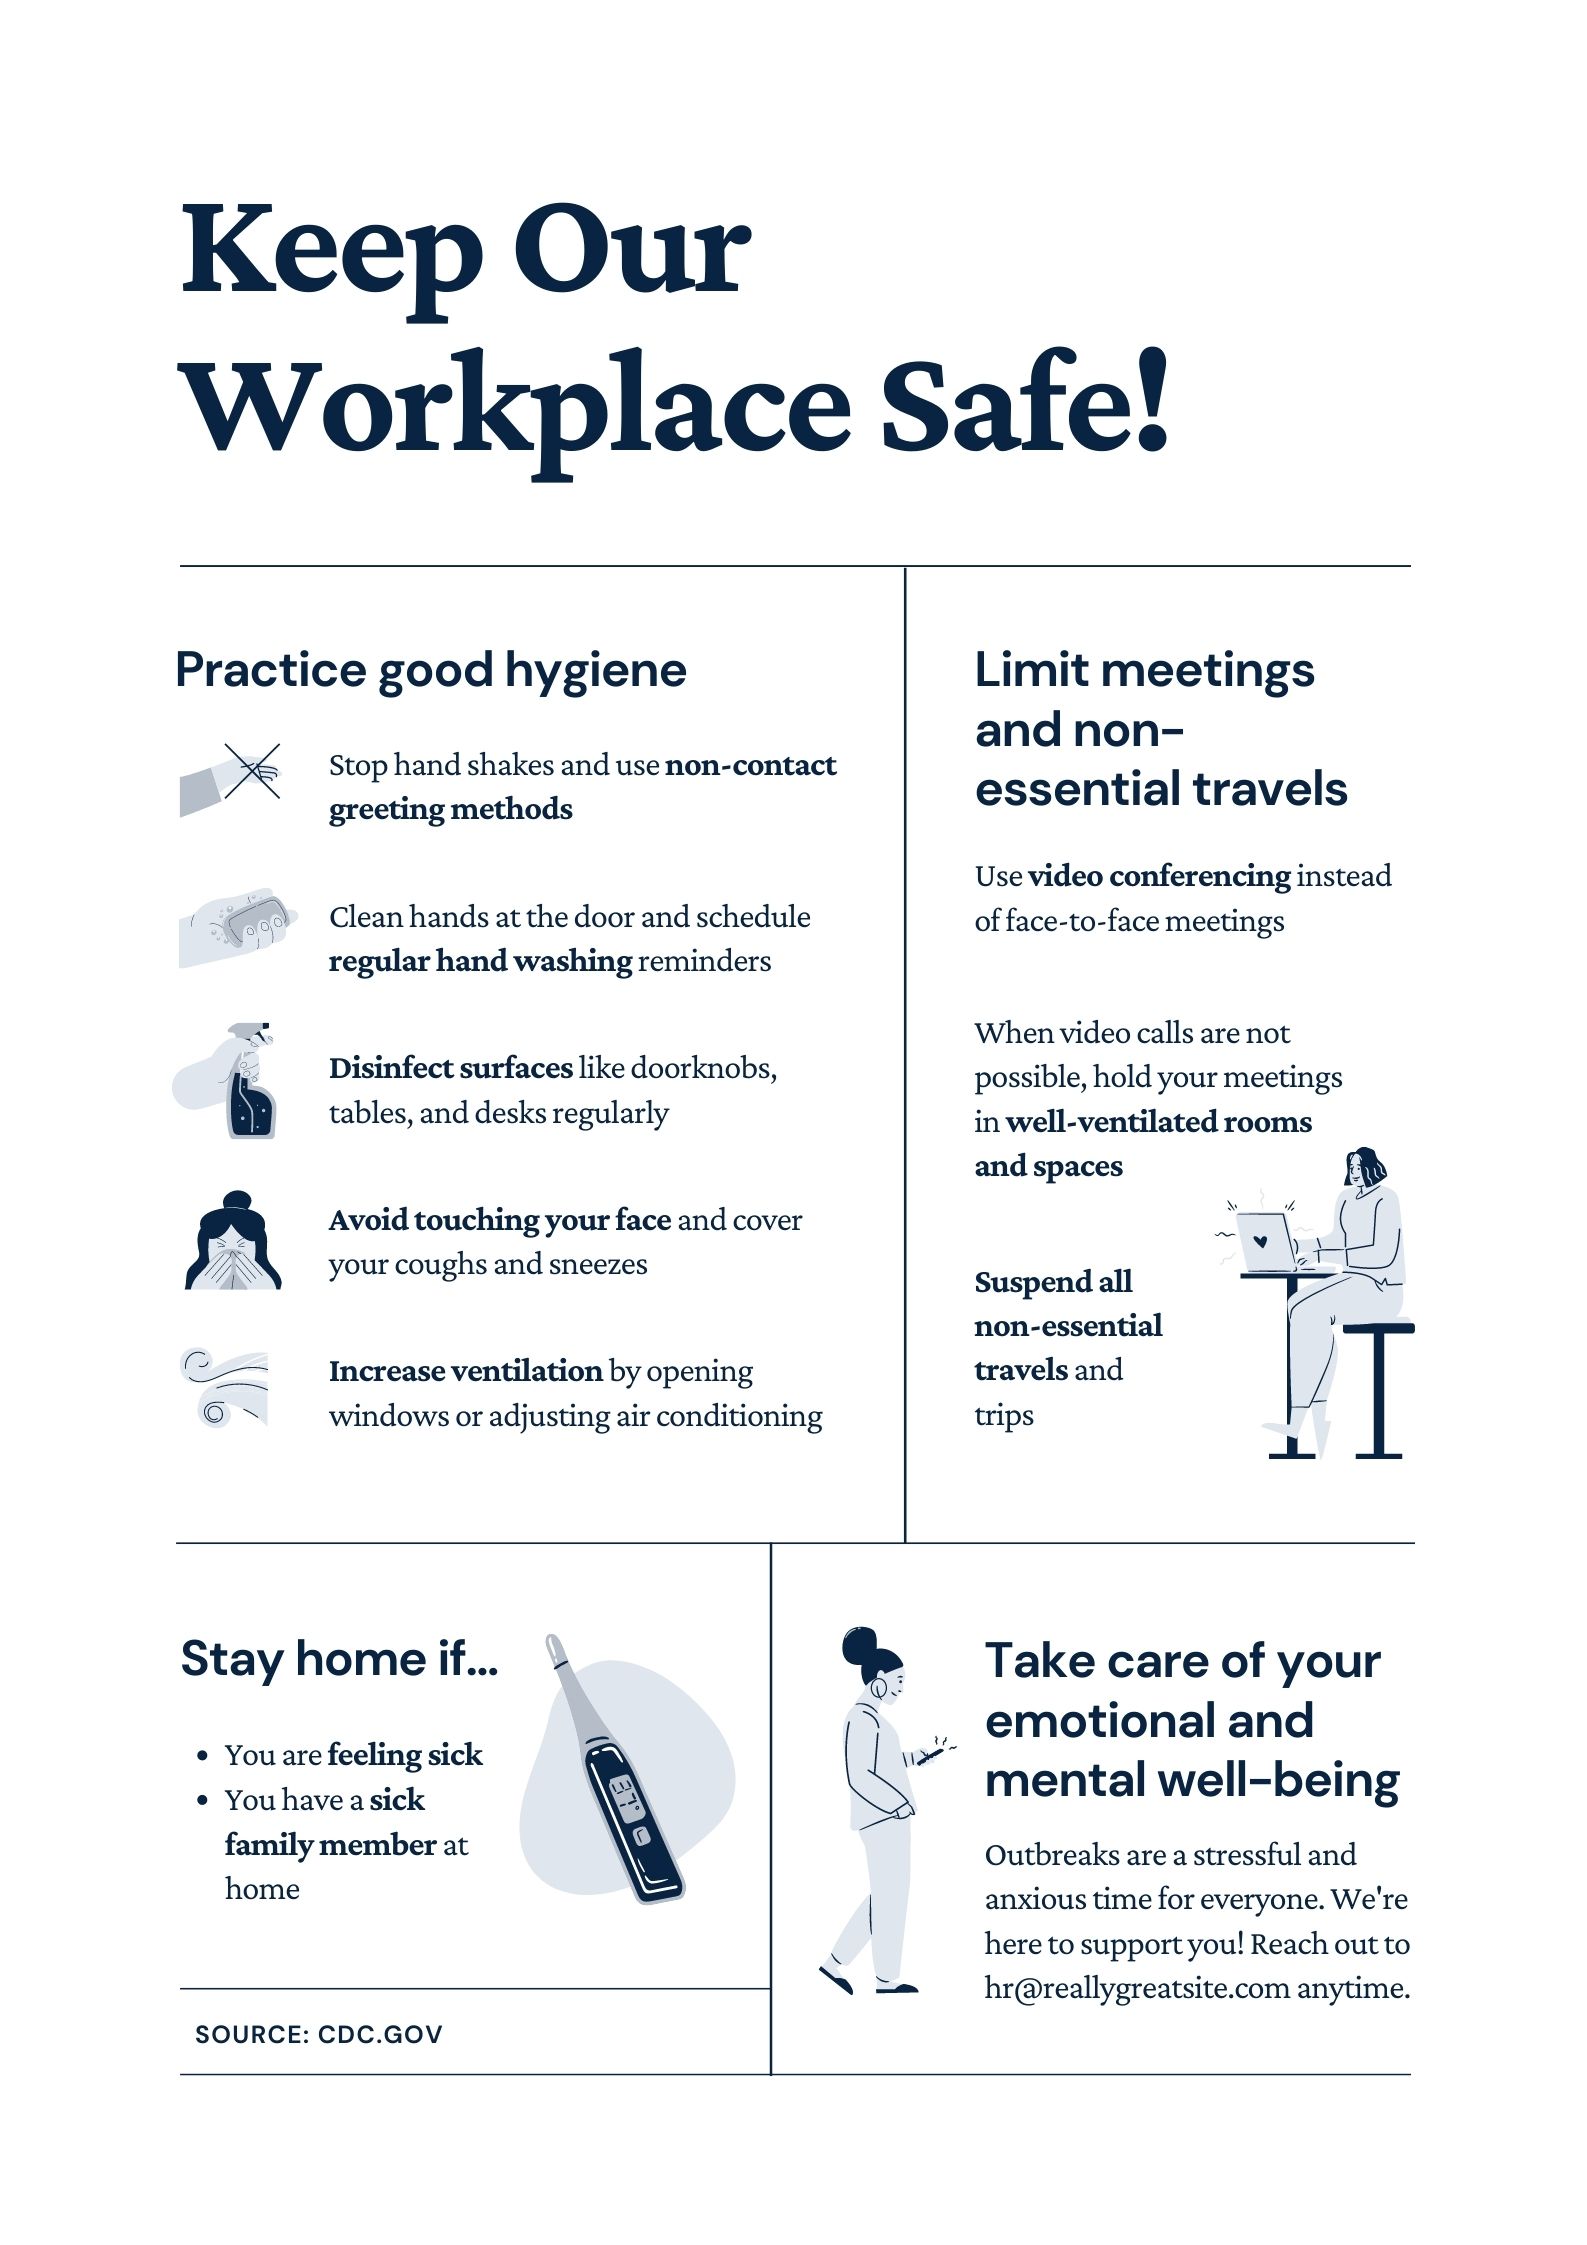 Keep Our
Workplace Safe!
Practice good hygiene
Stop hand shakes and use non-contact
greeting methods
Clean hands at the door and schedule
regular hand washing reminders
Disinfect surfaces like doorknobs,
tables, and desks regularly
Avoid touching your face and cover
your coughs and sneezes
Increase ventilation by opening
windows or adjusting air conditioning
Limit meetings
and non-
essential travels
Use video conferencing instead
of face-to-face meetings
When video calls are not
possible, hold your meetings
in well-ventilated rooms
and spaces
Suspend all
non-essential
travels and
trips
Stay home if...
• You are feeling sick
• You have a sick
family member at
home
SOURCE: CDC.GOV
Take care of your
emotional and
mental well-being
Outbreaks are a stressful and
anxious time for everyone. We're
here to support you! Reach out to
hr@reallygreatsite.com anytime.